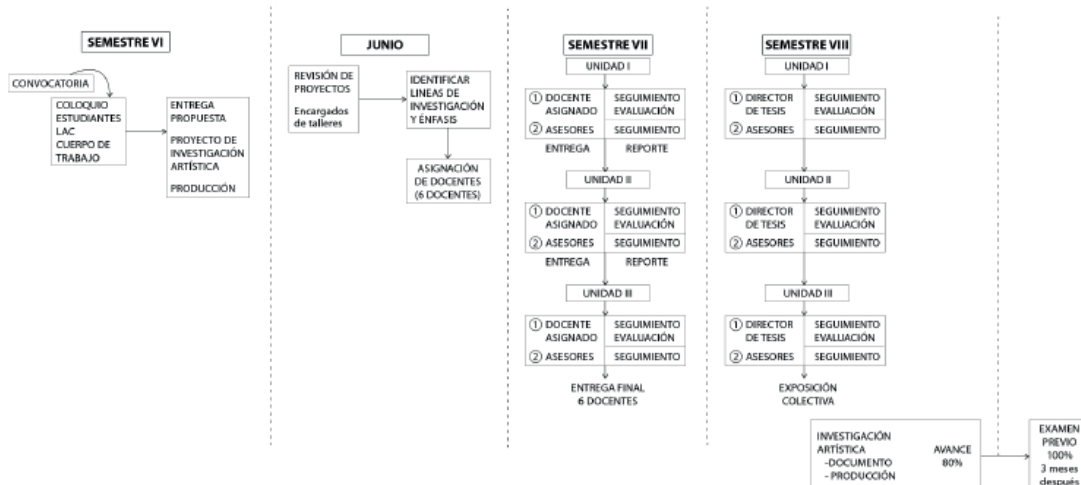 SEMESTRE VI
CONVOCATORIA
COLOQUIO
ESTUDIANTES
LAC
CUERPO DE
TRABAJO
ENTREGA
PROPUESTA
PROYECTO DE
INVESTIGACIÓN
ARTÍSTICA
PRODUCCIÓN
JUNIO
REVISIÓN DE
PROYECTOS
Encargados
de talleres
IDENTIFICAR
LINEAS DE
INVESTIGACIÓN
Y ÉNFASIS
ASIGNACIÓN
DE DOCENTES
(6 DOCENTES)
SEMESTRE VII
UNIDAD I
1 DOCENTE
ASIGNADO
SEGUIMIENTO
EVALUACIÓN
2 ASESORES
SEGUIMIENTO
ENTREGA
REPORTE
UNIDAD II
1 DOCENTE
ASIGNADO
SEGUIMIENTO
EVALUACIÓN
2 ASESORES
SEGUIMIENTO
ENTREGA
REPORTE
UNIDAD III
1 DOCENTE
ASIGNADO
SEGUIMIENTO
EVALUACIÓN
2 ASESORES
SEGUIMIENTO
ENTREGA FINAL
6 DOCENTES
SEMESTRE VIII
UNIDAD I
1 DIRECTOR
DE TESIS
SEGUIMIENTO
EVALUACIÓN
2 ASESORES
SEGUIMIENTO
UNIDAD II
1 DIRECTOR
DE TESIS
SEGUIMIENTO
EVALUACIÓN
2 ASESORES
SEGUIMIENTO
UNIDAD III
1 DIRECTOR
DE TESIS
SEGUIMIENTO
EVALUACIÓN
2 ASESORES
SEGUIMIENTO
EXPOSICIÓN
COLECTIVA
INVESTIGACIÓN
ARTÍSTICA
-DOCUMENTO
- PRODUCCIÓN
AVANCE
80%
EXAMEN
PREVIO
100%
3 meses
después